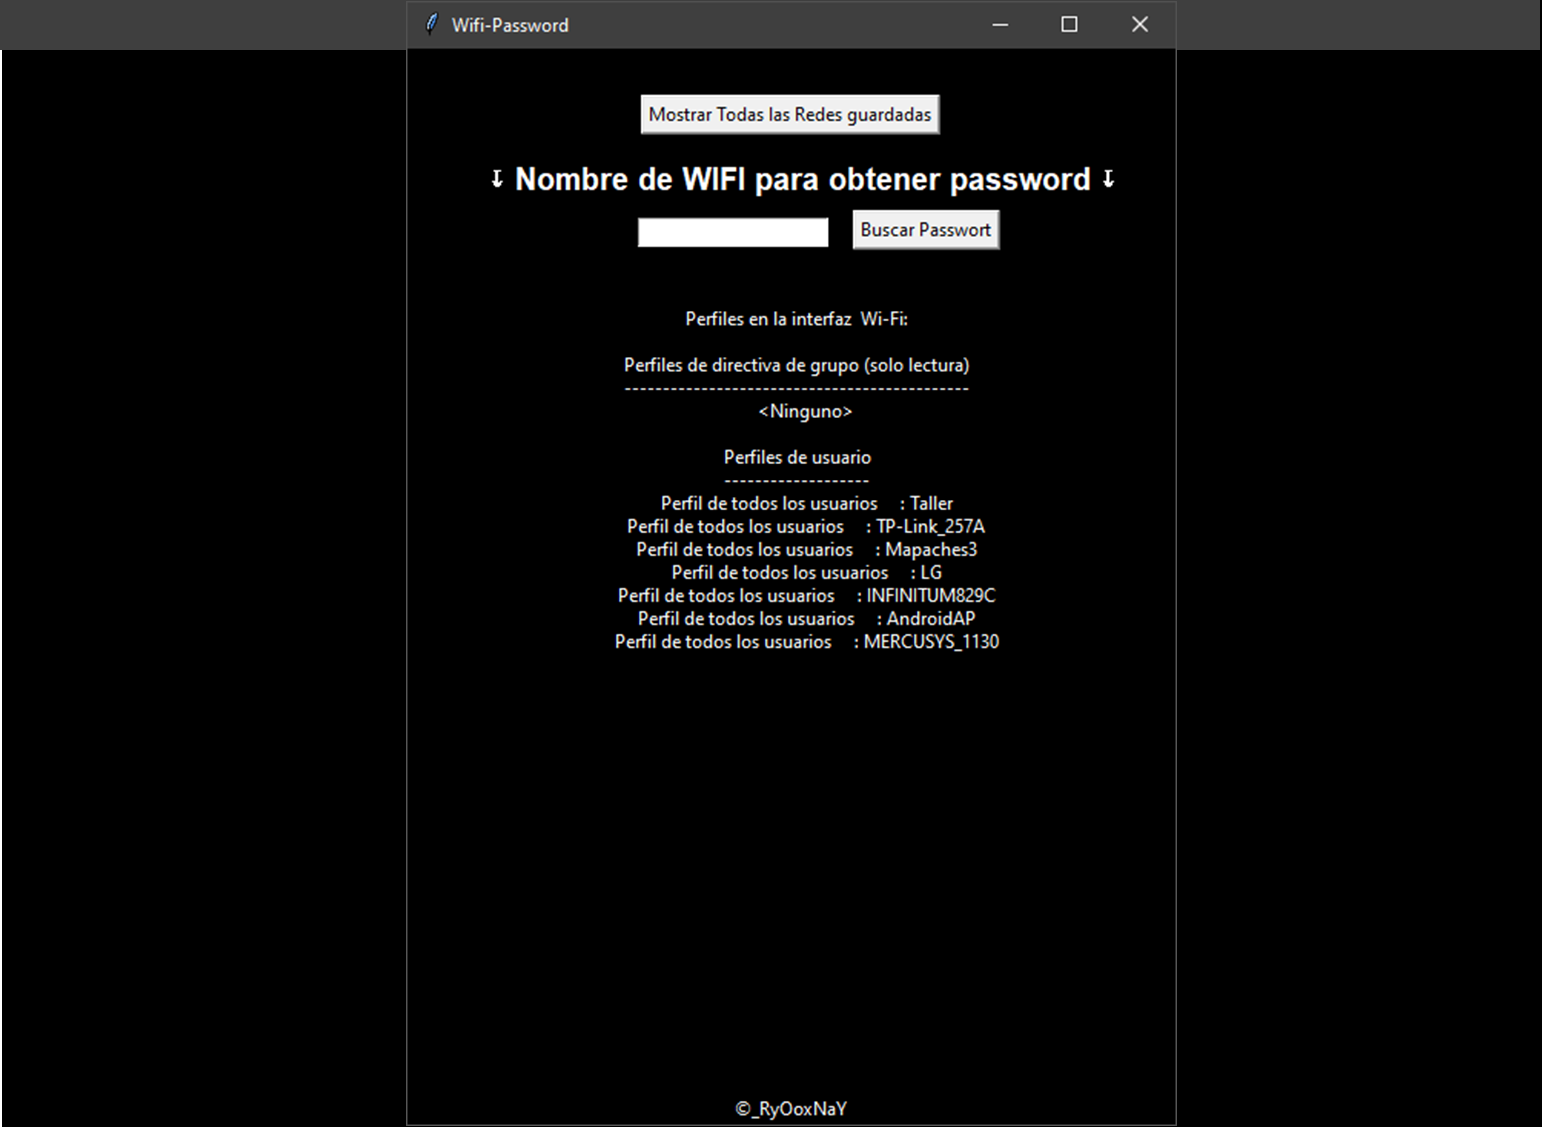 Wifi-Password
Mostrar Todas las Redes guardadas
↧ Nombre de WIFI para obtener password ↧
Buscar Passwort
Perfiles en la interfaz  Wi-Fi:
Perfiles de directiva de grupo (solo lectura)
---------------------------------------------
<Ninguno>
Perfiles de usuario
-------------------
Perfil de todos los usuarios     : Taller
Perfil de todos los usuarios     : TP-Link_257A
Perfil de todos los usuarios     : Mapaches3
Perfil de todos los usuarios     : LG
Perfil de todos los usuarios     : INFINITUM829C
Perfil de todos los usuarios     : AndroidAP
Perfil de todos los usuarios     : MERCUSYS_1130
©_RyOoxNaY